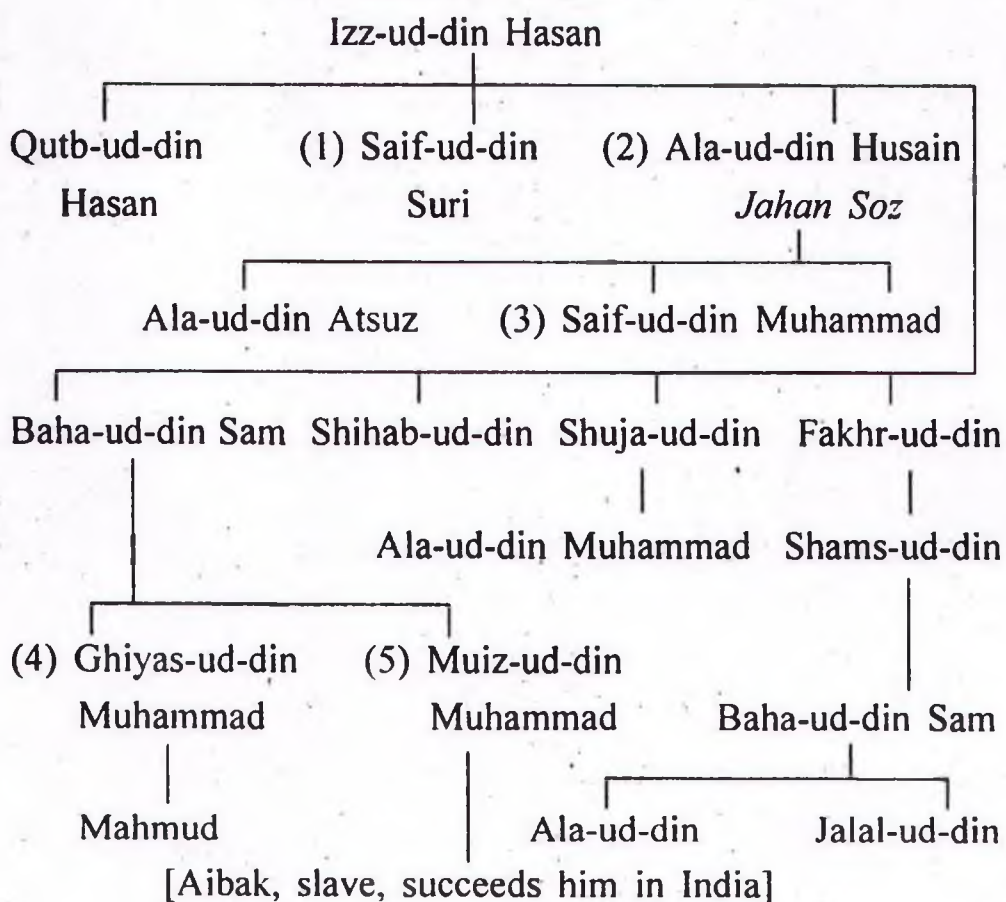 Izz-ud-din Hasan
Qutb-ud-din (1) Saif-ud-din (2) Ala-ud-din Husain
Hasan Suri Jahan Soz
Ala-ud-din Atsuz (3) Saif-ud-din Muhammad
Baha-ud-din Sam Shihab-ud-din Shuja-ud-din Fakhr-ud-din
Ala-ud-din Muhammad Shams-ud-din
(4) Ghiyas-ud-din (5) Muiz-ud-din
Muhammad Muhammad Baha-ud-din Sam
Mahmud Ala-ud-din Jalal-ud-din
[Aibak, slave, succeeds him in India]